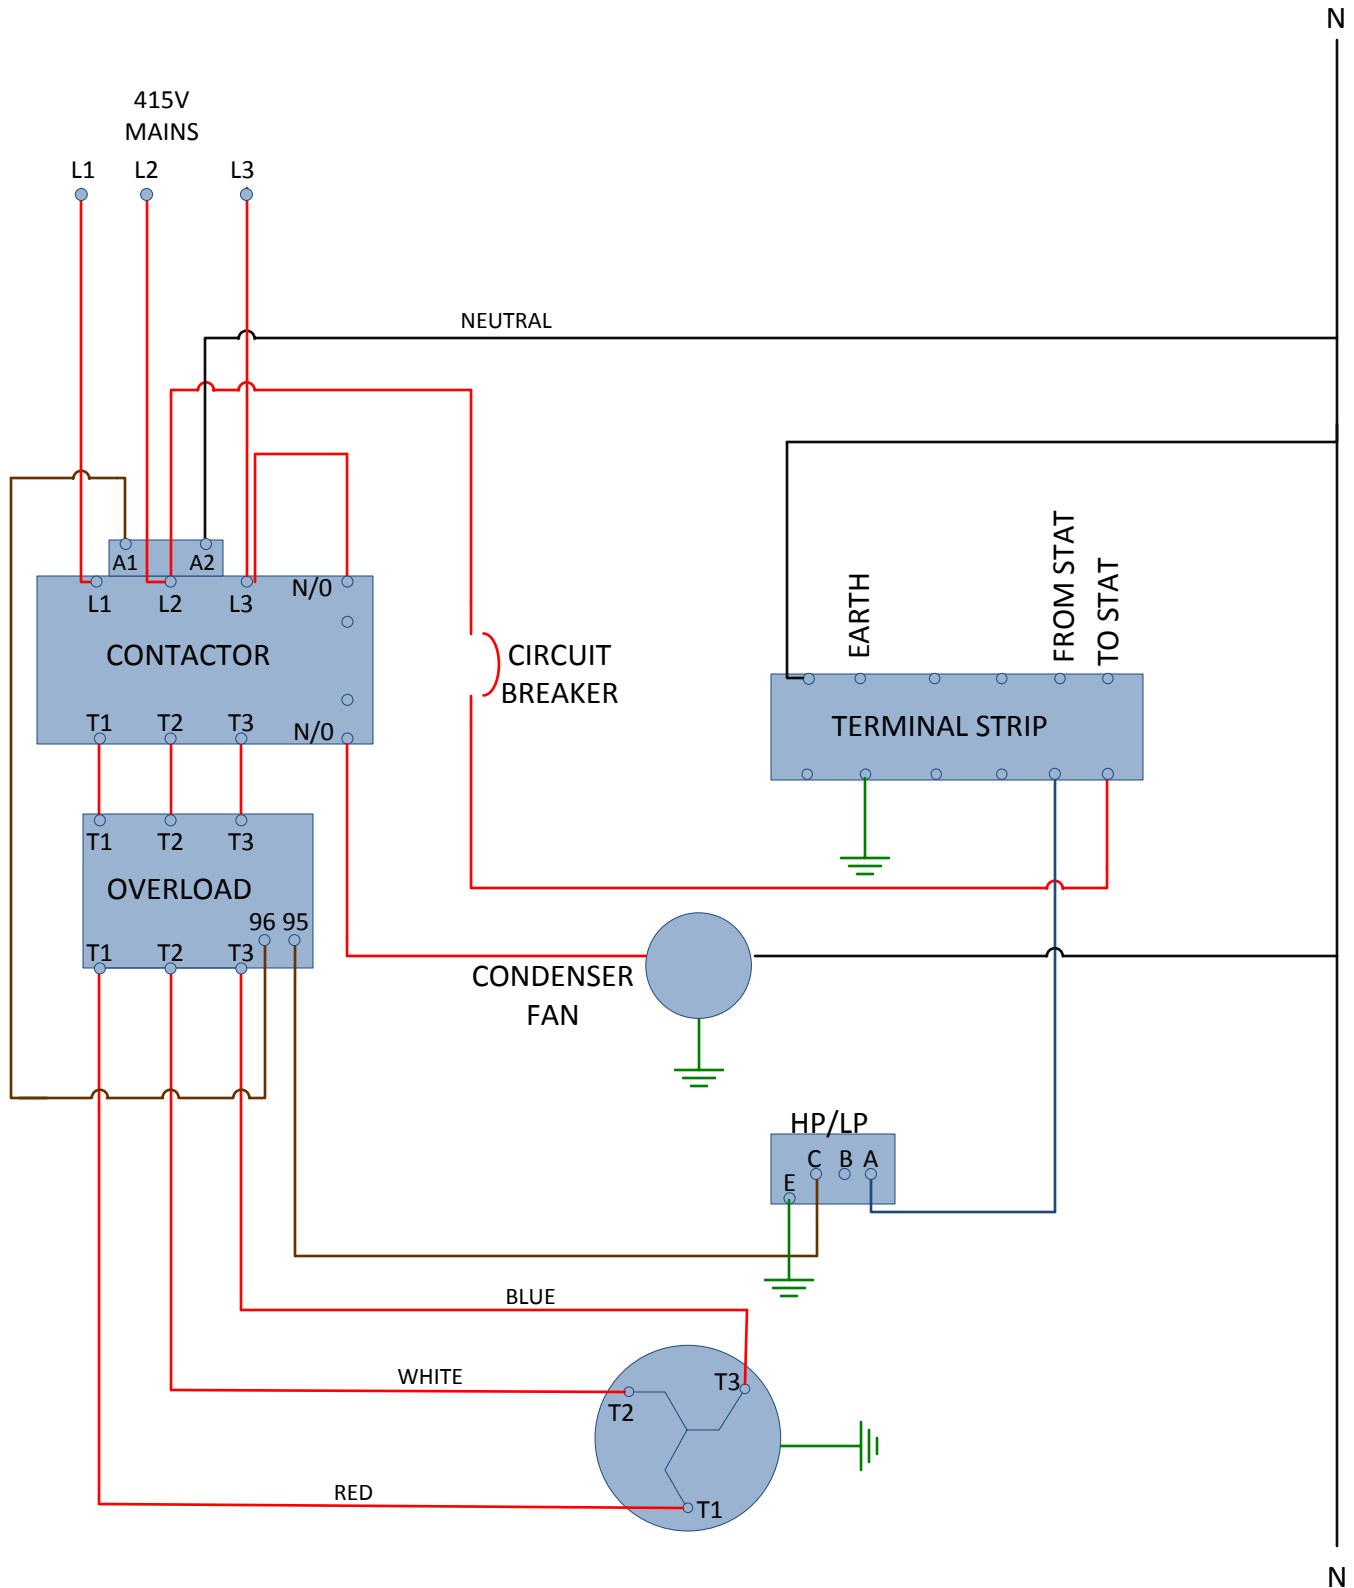 N
415V
MAINS
L1
L2
L3
NEUTRAL
A1
A2
L1
L2
L3
N/0
CONTACTOR
T1
T2
T3
N/0
CIRCUIT
BREAKER
EARTH
FROM STAT
TO STAT
TERMINAL STRIP
T1
T2
T3
OVERLOAD
96
95
T1
T2
T3
CONDENSER
FAN
HP/LP
C
B
A
E
BLUE
WHITE
RED
T3
T2
T1
N